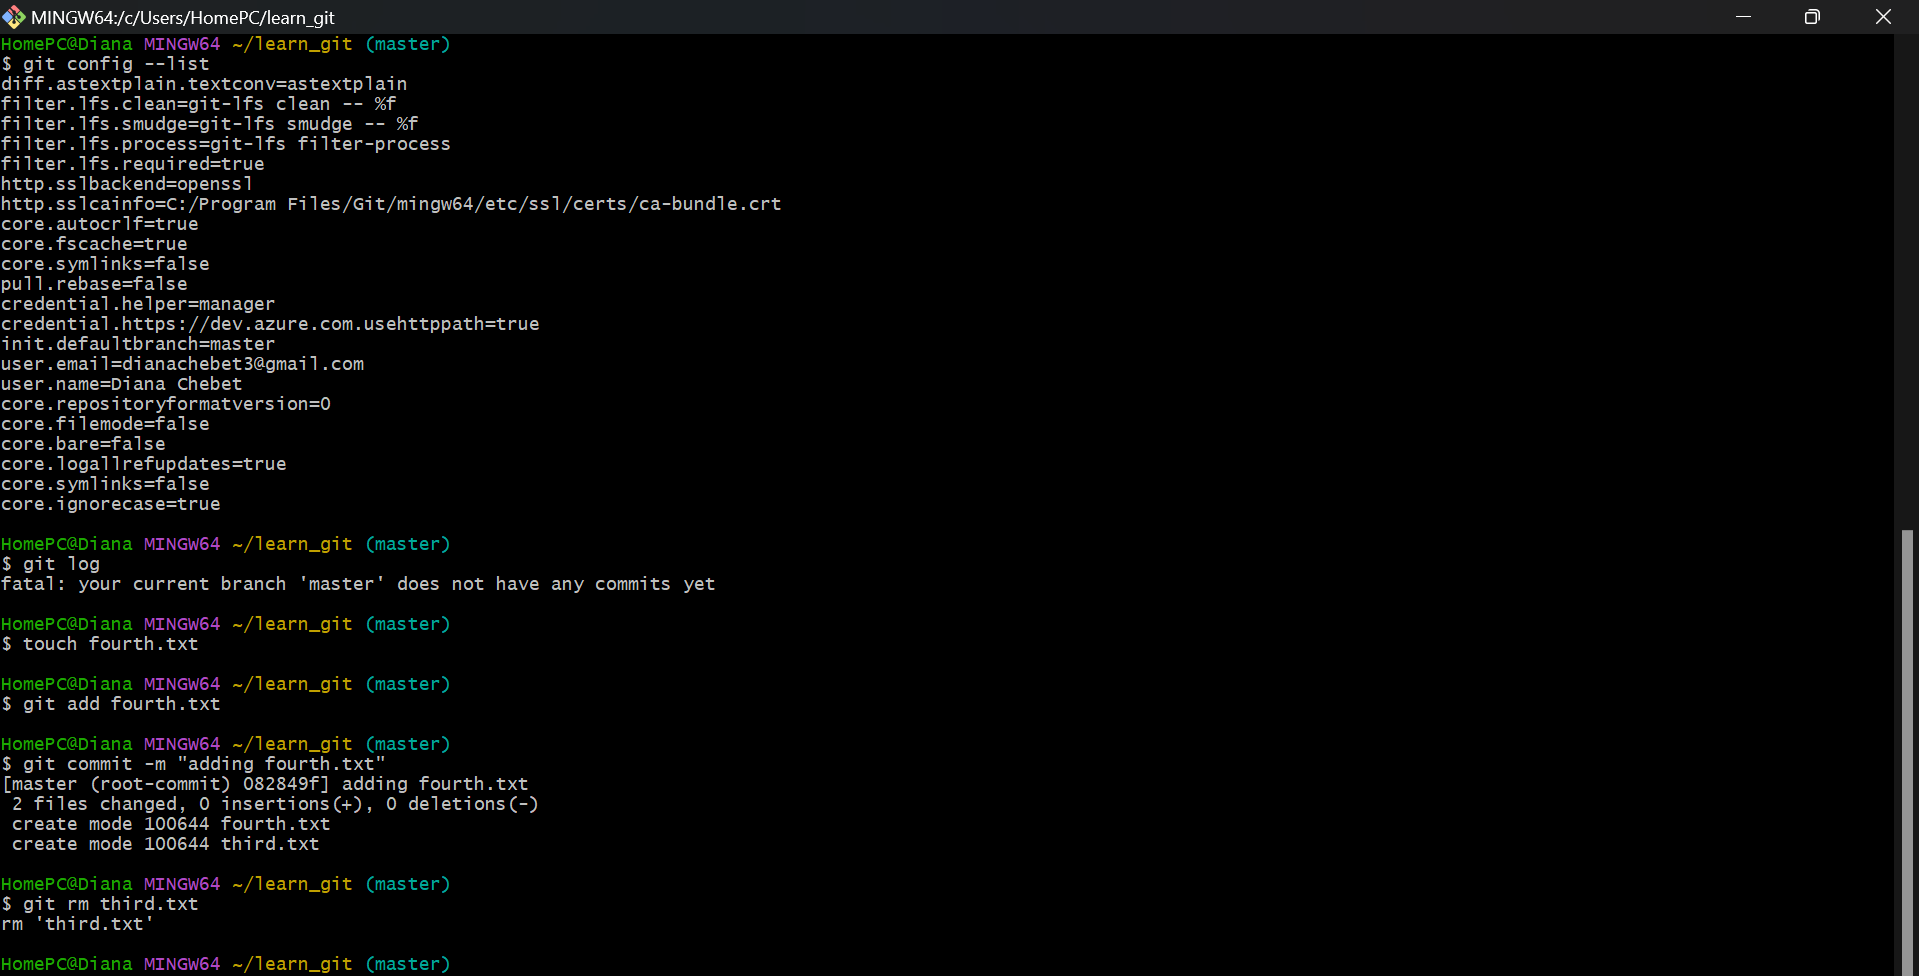 MINGW64:/c/Users/HomePC/learn_git
HomePC@Diana MINGW64 ~/learn_git (master)
$ git config --list
diff.astextplain.textconv=astextplain
filter.lfs.clean=git-lfs clean -- %f
filter.lfs.smudge=git-lfs smudge -- %f
filter.lfs.process=git-lfs filter-process
filter.lfs.required=true
http.sslbackend=openssl
http.sslcainfo=C:/Program Files/Git/mingw64/etc/ssl/certs/ca-bundle.crt
core.autocrlf=true
core.fscache=true
core.symlinks=false
pull.rebase=false
credential.helper=manager
credential.https://dev.azure.com.usehttppath=true
init.defaultbranch=master
user.email=dianachebet3@gmail.com
user.name=Diana Chebet
core.repositoryformatversion=0
core.filemode=false
core.bare=false
core.logallrefupdates=true
core.symlinks=false
core.ignorecase=true
HomePC@Diana MINGW64 ~/learn_git (master)
$ git log
fatal: your current branch 'master' does not have any commits yet
HomePC@Diana MINGW64 ~/learn_git (master)
$ touch fourth.txt
HomePC@Diana MINGW64 ~/learn_git (master)
$ git add fourth.txt
HomePC@Diana MINGW64 ~/learn_git (master)
$ git commit -m "adding fourth.txt"
[master (root-commit) 082849f] adding fourth.txt
 2 files changed, 0 insertions(+), 0 deletions(-)
 create mode 100644 fourth.txt
 create mode 100644 third.txt
HomePC@Diana MINGW64 ~/learn_git (master)
$ git rm third.txt
rm 'third.txt'
HomePC@Diana MINGW64 ~/learn_git (master)